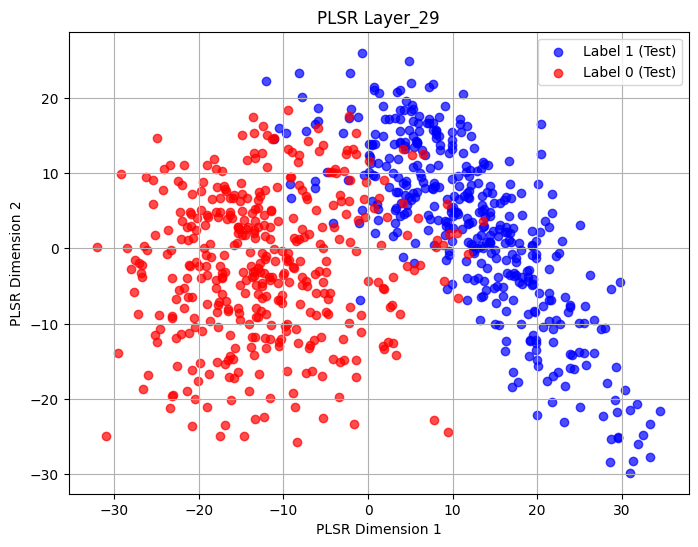 PLSR Layer_29
Label 1 (Test)
Label 0 (Test)
20
10
0
−10
−20
−30
PLSR Dimension 2
−30
−20
−10
0
10
20
30
PLSR Dimension 1